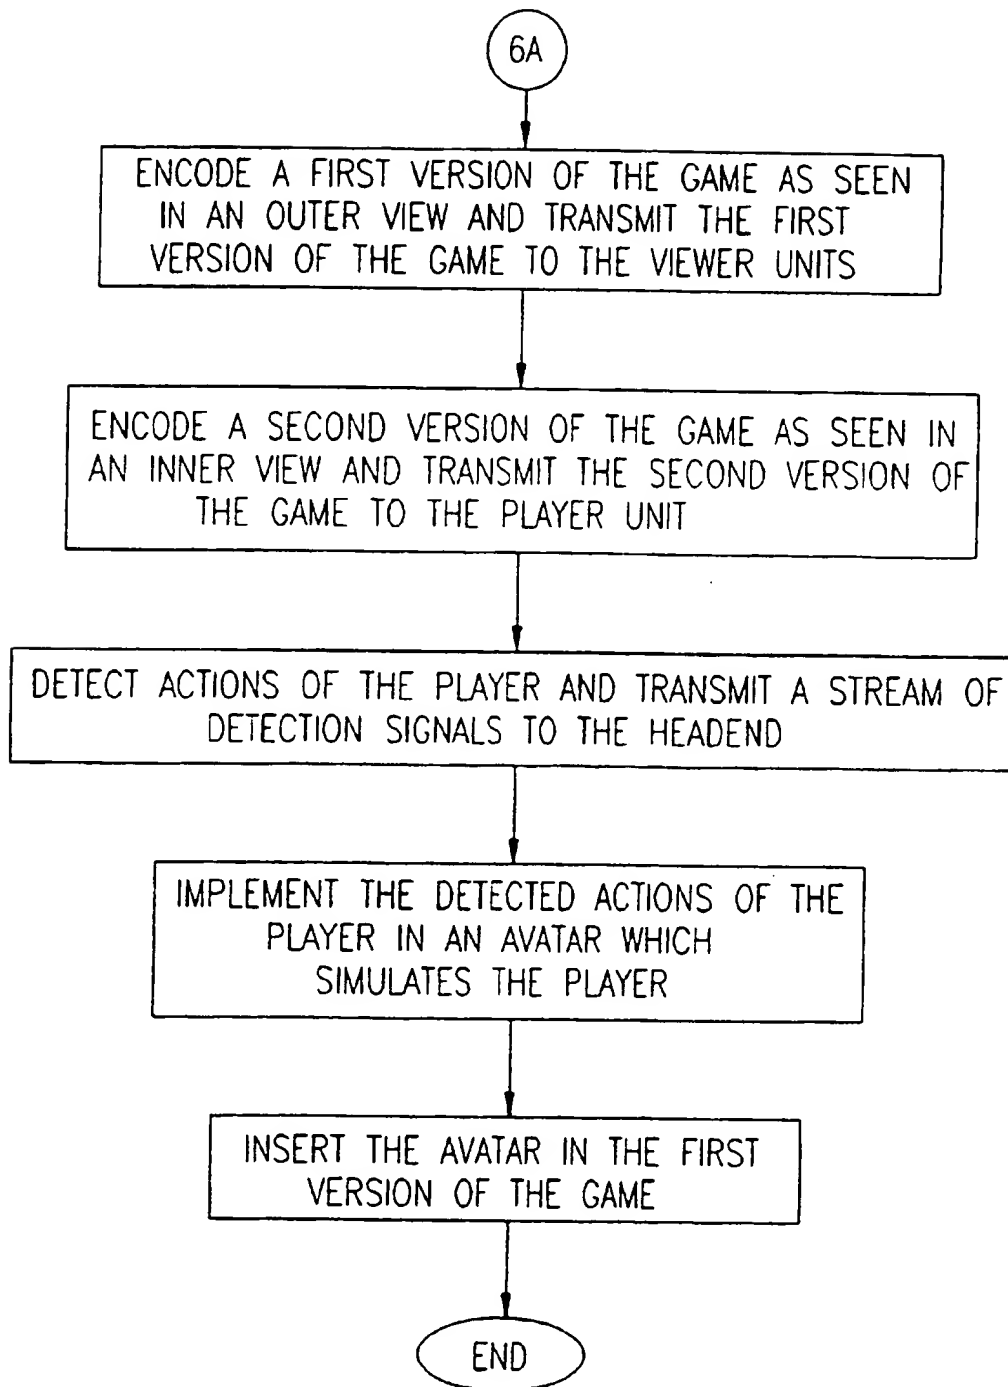 6A
ENCODE A FIRST VERSION OF THE GAME AS SEEN
IN AN OUTER VIEW AND TRANSMIT THE FIRST
VERSION OF THE GAME TO THE VIEWER UNITS
ENCODE A SECOND VERSION OF THE GAME AS SEEN IN
AN INNER VIEW AND TRANSMIT THE SECOND VERSION OF
THE GAME TO THE PLAYER UNIT
DETECT ACTIONS OF THE PLAYER AND TRANSMIT A STREAM OF
DETECTION SIGNALS TO THE HEADEND
IMPLEMENT THE DETECTED ACTIONS OF THE
PLAYER IN AN AVATAR WHICH
SIMULATES THE PLAYER
INSERT THE AVATAR IN THE FIRST
VERSION OF THE GAME
END